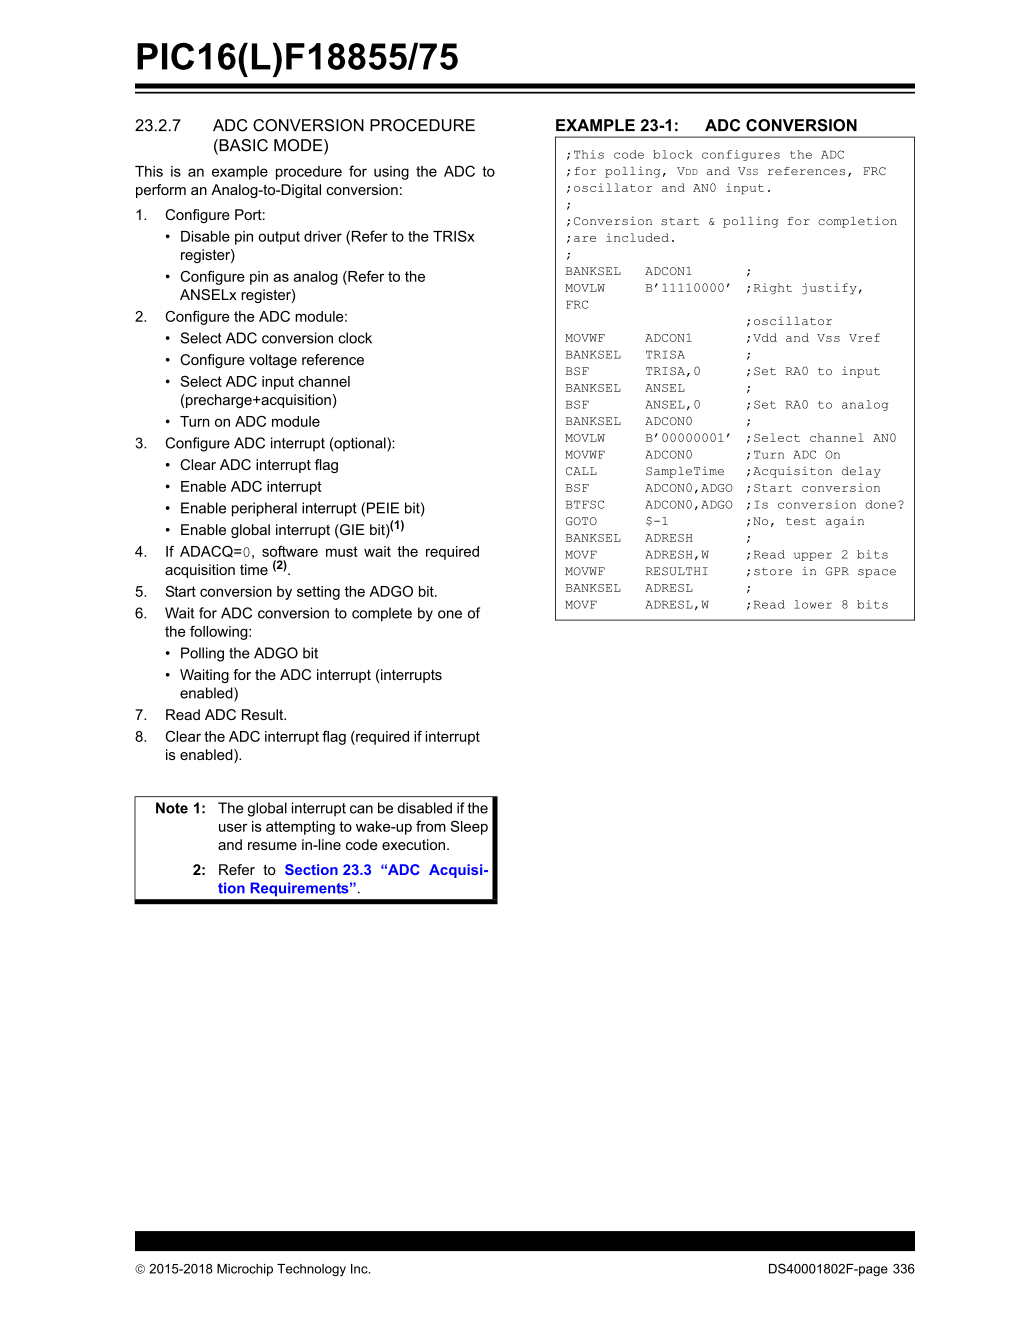 PIC16(L)F18855/75
23.2.7 ADC CONVERSION PROCEDURE
(BASIC MODE)
This is an example procedure for using the ADC to
perform an Analog-to-Digital conversion:
1. Configure Port:
• Disable pin output driver (Refer to the TRISx
register)
• Configure pin as analog (Refer to the
ANSELx register)
2. Configure the ADC module:
• Select ADC conversion clock
• Configure voltage reference
• Select ADC input channel
(precharge+acquisition)
• Turn on ADC module
3. Configure ADC interrupt (optional):
• Clear ADC interrupt flag
• Enable ADC interrupt
• Enable peripheral interrupt (PEIE bit)
• Enable global interrupt (GIE bit)(1)
4. If ADACQ=0, software must wait the required
acquisition time (2).
5. Start conversion by setting the ADGO bit.
6. Wait for ADC conversion to complete by one of
the following:
• Polling the ADGO bit
• Waiting for the ADC interrupt (interrupts
enabled)
7. Read ADC Result.
8. Clear the ADC interrupt flag (required if interrupt
is enabled).
Note 1: The global interrupt can be disabled if the
user is attempting to wake-up from Sleep
and resume in-line code execution.
2: Refer to Section 23.3 “ADC Acquisi-
tion Requirements”.
EXAMPLE 23-1: ADC CONVERSION
;This code block configures the ADC
;for polling, VDD and VSS references, FRC
;oscillator and AN0 input.
;
;Conversion start & polling for completion
;are included.
;
BANKSEL ADCON1 ;
MOVLW B’11110000’ ;Right justify,
FRC
;oscillator
MOVWF ADCON1 ;Vdd and Vss Vref
BANKSEL TRISA ;
BSF TRISA,0 ;Set RA0 to input
BANKSEL ANSEL ;
BSF ANSEL,0 ;Set RA0 to analog
BANKSEL ADCON0 ;
MOVLW B’00000001’ ;Select channel AN0
MOVWF ADCON0 ;Turn ADC On
CALL SampleTime ;Acquisiton delay
BSF ADCON0,ADGO ;Start conversion
BTFSC ADCON0,ADGO ;Is conversion done?
GOTO $-1 ;No, test again
BANKSEL ADRESH ;
MOVF ADRESH,W ;Read upper 2 bits
MOVWF RESULTHI ;store in GPR space
BANKSEL ADRESL ;
MOVF ADRESL,W ;Read lower 8 bits
© 2015-2018 Microchip Technology Inc. DS40001802F-page 336